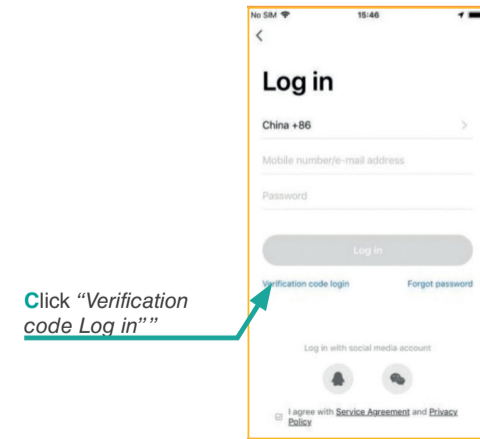 No SIM 15:46
Log in
China +86
Mobile number/e-mail address
Password
Log in
Verification code login Forgot password
Click “Verification
code Log in””
Log in with social media account
I agree with Service Agreement and Privacy
Policy